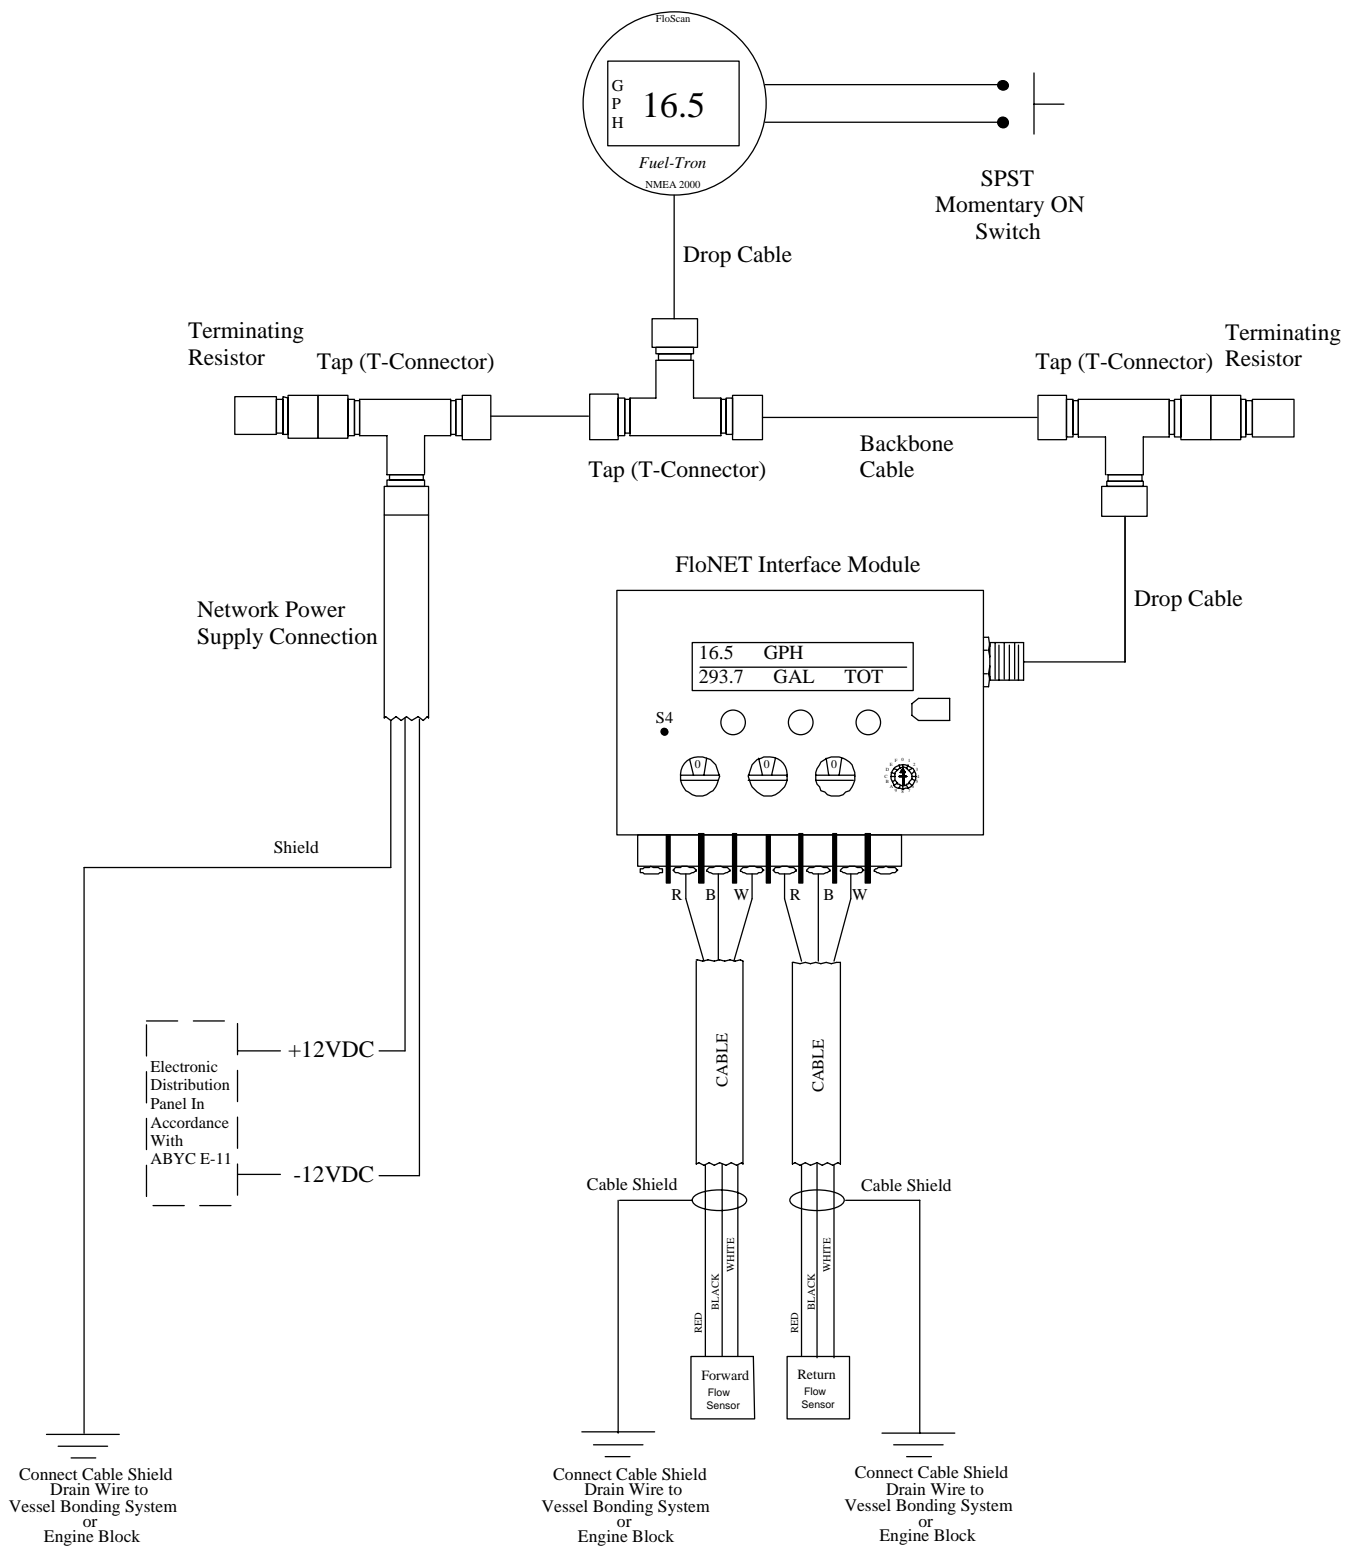 FloScan
G
P
H
16.5
Fuel-Tron
NMEA 2000
SPST
Momentary ON
Switch
Drop Cable
Terminating
Resistor
Tap (T-Connector)
Tap (T-Connector)
Terminating
Resistor
Tap (T-Connector)
Backbone
Cable
FloNET Interface Module
Network Power
Supply Connection
Drop Cable
16.5 GPH
293.7 GAL TOT
S4
0 0 0
Shield
R B W R B W
CABLE
CABLE
Electronic
Distribution
Panel In
Accordance
With
ABYC E-11
+12VDC
-12VDC
Cable Shield
Cable Shield
RED
BLACK
WHITE
RED
BLACK
WHITE
Forward
Flow
Sensor
Return
Flow
Sensor
Connect Cable Shield
Drain Wire to
Vessel Bonding System
or
Engine Block
Connect Cable Shield
Drain Wire to
Vessel Bonding System
or
Engine Block
Connect Cable Shield
Drain Wire to
Vessel Bonding System
or
Engine Block